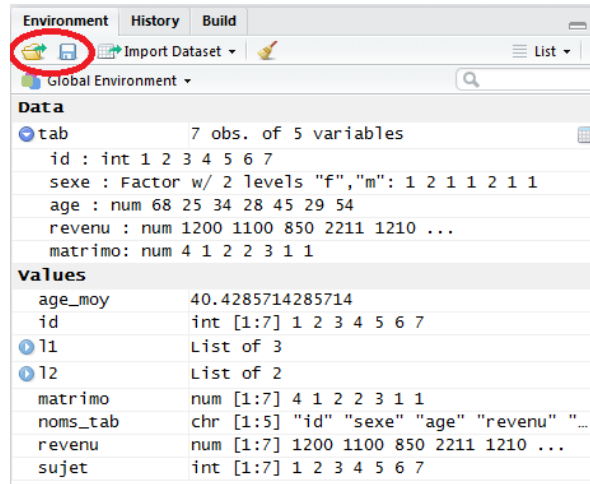 Environment History Build
Import Dataset List
Global Environment
Data
tab 7 obs. of 5 variables
id : int 1 2 3 4 5 6 7
sexe : Factor w/ 2 levels "f","m": 1 2 1 1 2 1 1
age : num 68 25 34 28 45 29 54
revenu : num 1200 1100 850 2211 1210 ...
matrimo: num 4 1 2 2 3 1 1
Values
age_moy 40.4285714285714
id int [1:7] 1 2 3 4 5 6 7
l1 List of 3
l2 List of 2
matrimo num [1:7] 4 1 2 2 3 1 1
noms_tab chr [1:5] "id" "sexe" "age" "revenu" "…
revenu num [1:7] 1200 1100 850 2211 1210 ...
sujet int [1:7] 1 2 3 4 5 6 7